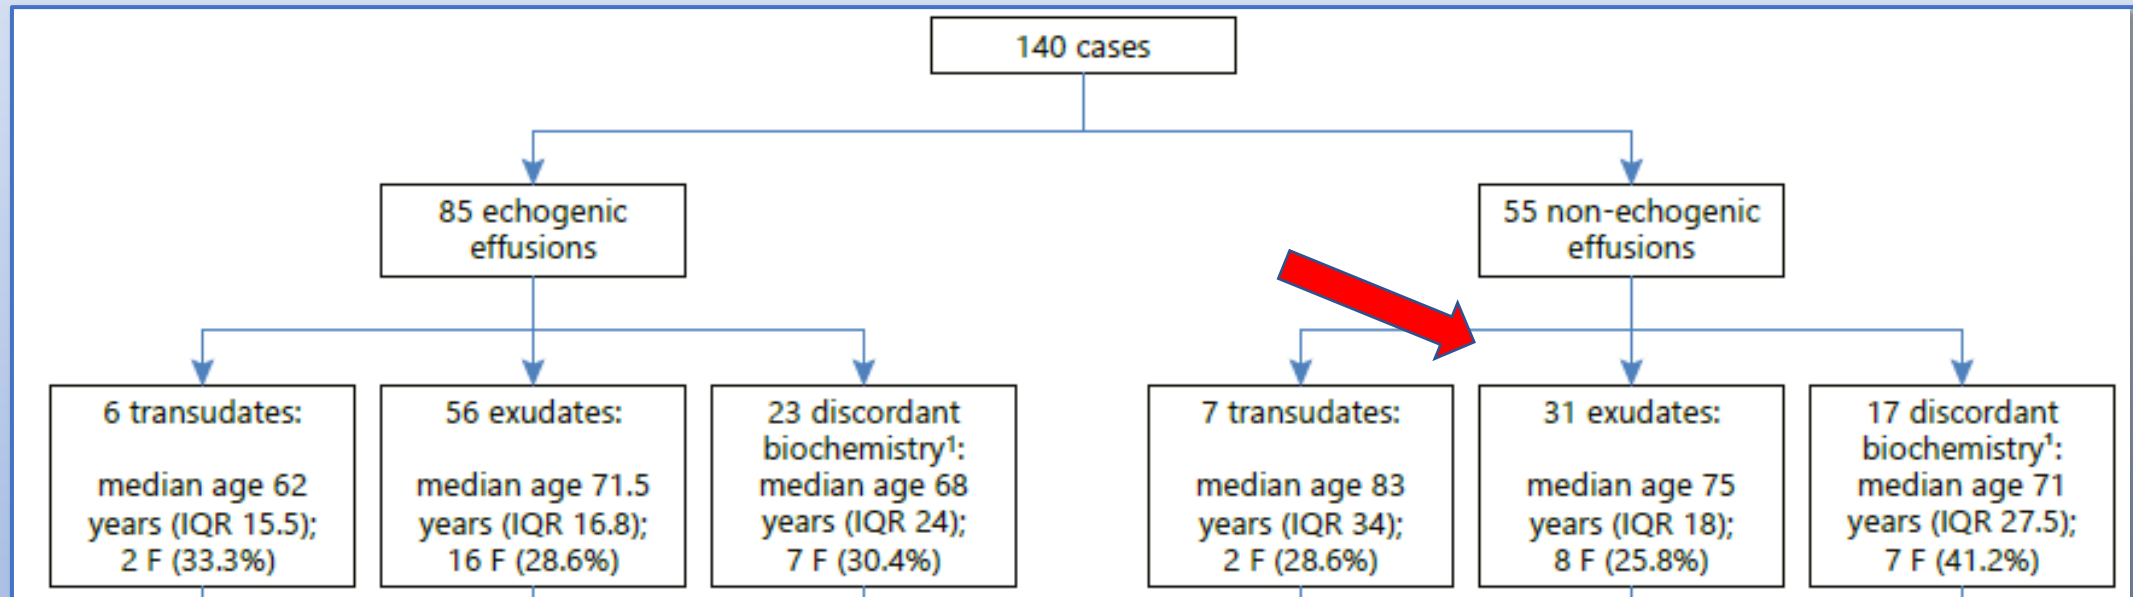 140 cases
85 echogenic
effusions
55 non-echogenic
effusions
6 transudates:
median age 62
years (IQR 15.5);
2 F (33.3%)
56 exudates:
median age 71.5
years (IQR 16.8);
16 F (28.6%)
23 discordant
biochemistry¹:
median age 68
years (IQR 24);
7 F (30.4%)
7 transudates:
median age 83
years (IQR 34);
2 F (28.6%)
31 exudates:
median age 75
years (IQR 18);
8 F (25.8%)
17 discordant
biochemistry¹:
median age 71
years (IQR 27.5);
7 F (41.2%)